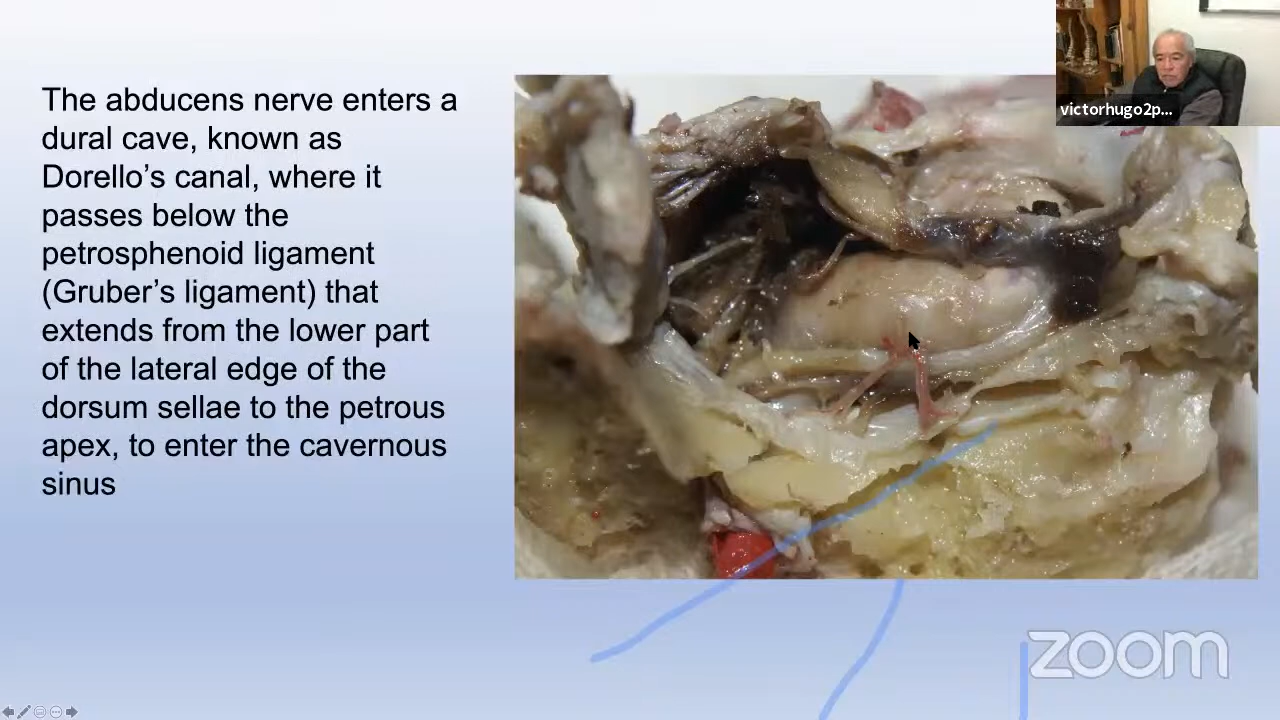 The abducens nerve enters a
dural cave, known as
Dorello’s canal, where it
passes below the
petrosphenoid ligament
(Gruber’s ligament) that
extends from the lower part
of the lateral edge of the
dorsum sellae to the petrous
apex, to enter the cavernous
sinus
victorhugo2p...
zoom